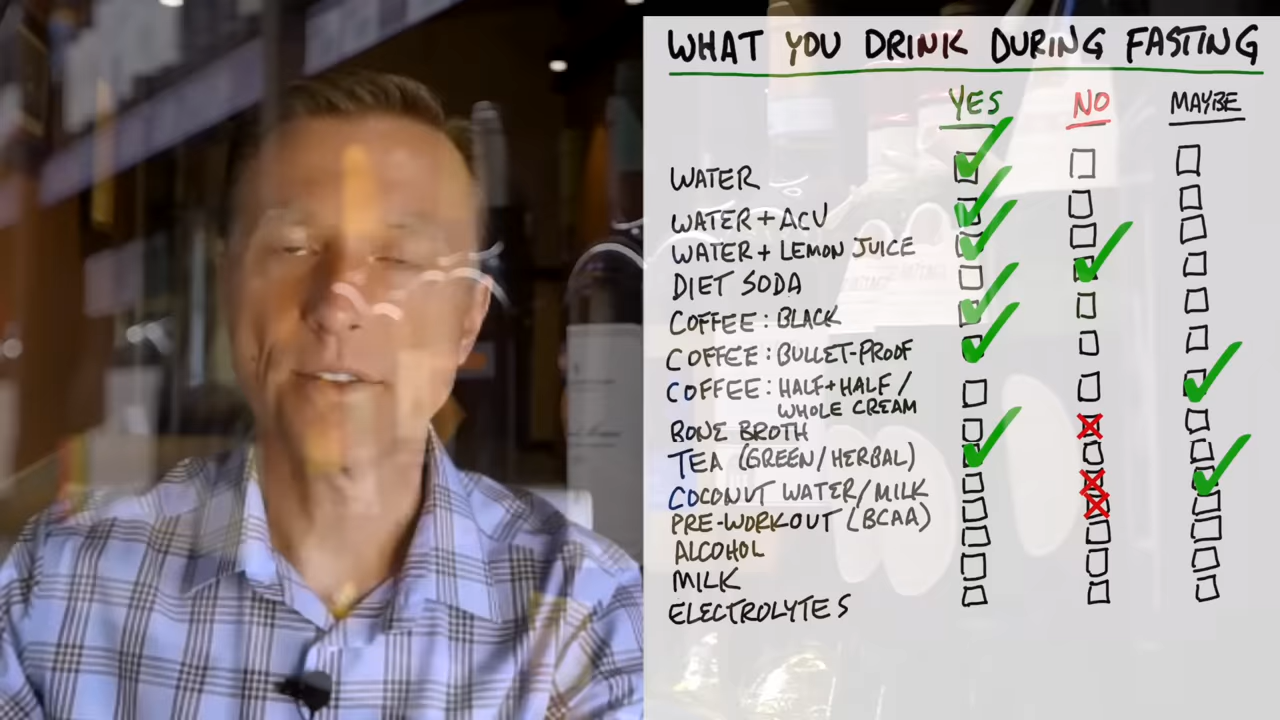 WHAT YOU DRINK DURING FASTING
YES NO MAYBE
WATER
WATER + ACV
WATER + LEMON JUICE
DIET SODA
COFFEE: BLACK
COFFEE: BULLET-PROOF
COFFEE: HALF + HALF /
WHOLE CREAM
BONE BROTH
TEA (GREEN/HERBAL)
COCONUT WATER/MILK
PRE-WORKOUT (BCAA)
ALCOHOL
MILK
ELECTROLYTES